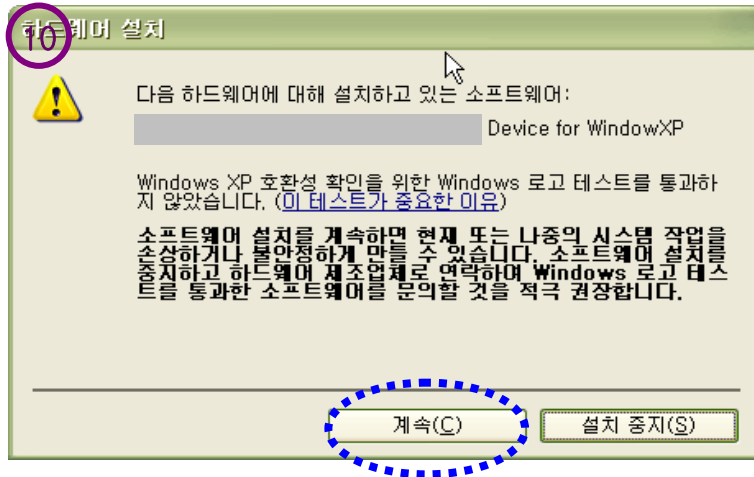 10
하드웨어 설치
다음 하드웨어에 대해 설치하고 있는 소프트웨어:
Device for WindowXP
Windows XP 호환성 확인을 위한 Windows 로고 테스트를 통과하
지 않았습니다. (이 테스트가 중요한 이유)
소프트웨어 설치를 계속하면 현재 또는 나중의 시스템 작업을
손상하거나 불안정하게 만들 수 있습니다. 소프트웨어 설치를
중지하고 하드웨어 제조업체로 연락하여 Windows 로고 테스
트를 통과한 소프트웨어를 문의할 것을 적극 권장합니다.
계속(C)
설치 중지(S)